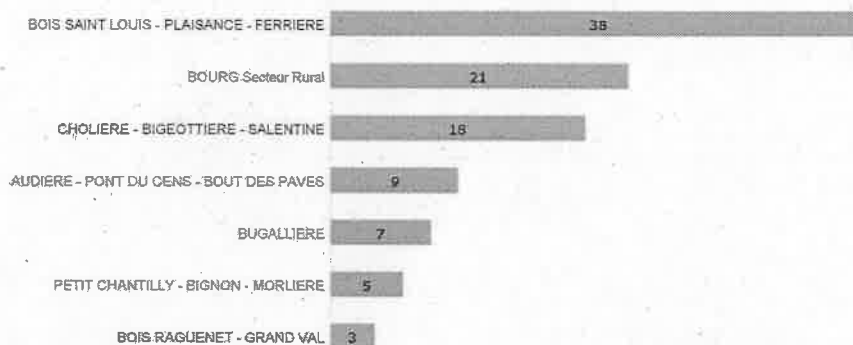 BOIS SAINT LOUIS - PLAISANCE - FERRIERE 38
BOURG Secteur Rural 21
CHOLIERE - BIGEOTTIERE - SALENTINE 18
AUDIERE - PONT DU CENS - BOUT DES PAVES 9
BUGALLIERE 7
PETIT CHANTILLY - BIGNON - MORLIERE 5
BOIS RAGUENET - GRAND VAL 3